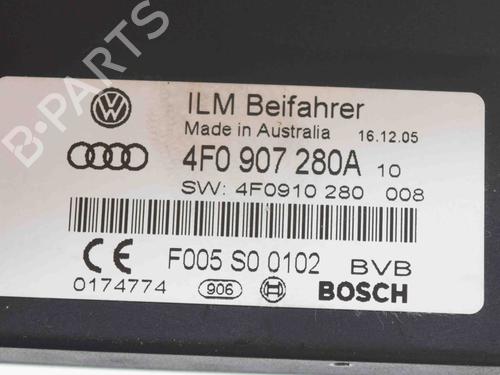 B-PARTS
ILM Beifahrer
Made in Australia 16.12.05
4F0 907 280A 10
SW: 4F0910 280 008
CE F005 S0 0102 BVB
0174774 906 BOSCH